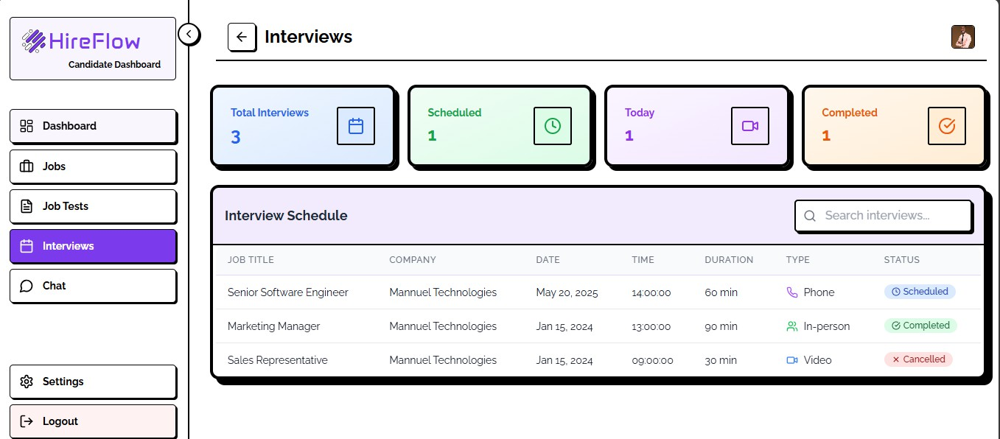 HireFlow
Candidate Dashboard
Dashboard
Jobs
Job Tests
Interviews
Chat
Settings
Logout
Interviews
Total Interviews
3
Scheduled
1
Today
1
Completed
1
Interview Schedule
Search interviews...
JOB TITLE COMPANY DATE TIME DURATION TYPE STATUS
Senior Software Engineer Mannuel Technologies May 20, 2025 14:00:00 60 min Phone Scheduled
Marketing Manager Mannuel Technologies Jan 15, 2024 13:00:00 90 min In-person Completed
Sales Representative Mannuel Technologies Jan 15, 2024 09:00:00 30 min Video Cancelled